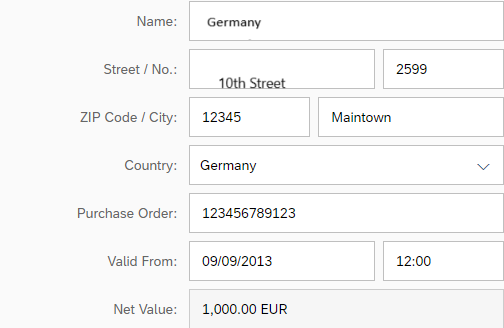 Name: Germany
Street / No.: 10th Street 2599
ZIP Code / City: 12345 Maintown
Country: Germany
Purchase Order: 123456789123
Valid From: 09/09/2013 12:00
Net Value: 1,000.00 EUR